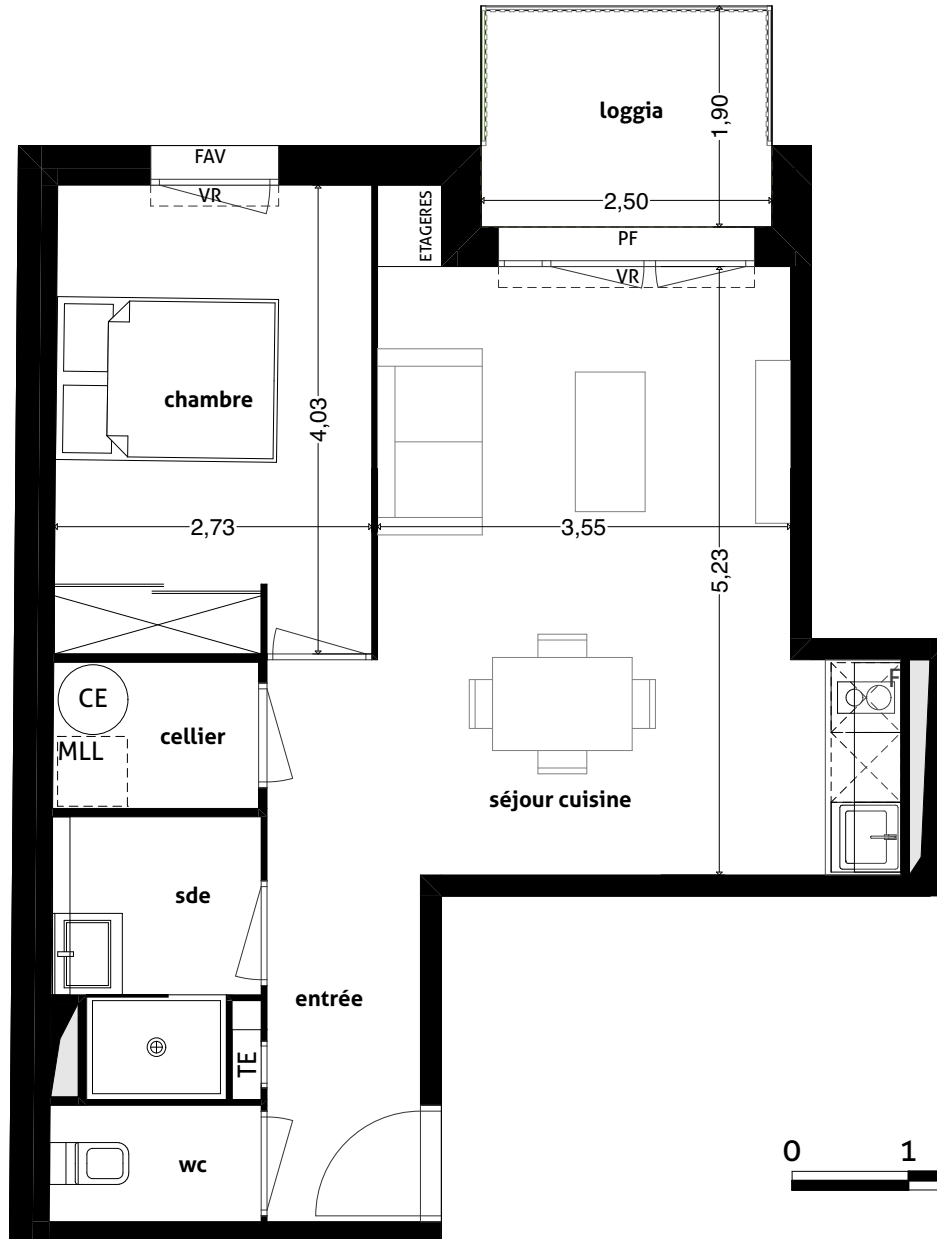 loggia
1,90
2,50
FAV
VR
ETAGERES
PF
VR
chambre
4,03
2,73
3,55
5,23
CE
MLL
cellier
F
séjour cuisine
sde
entrée
TE
wc
0 1